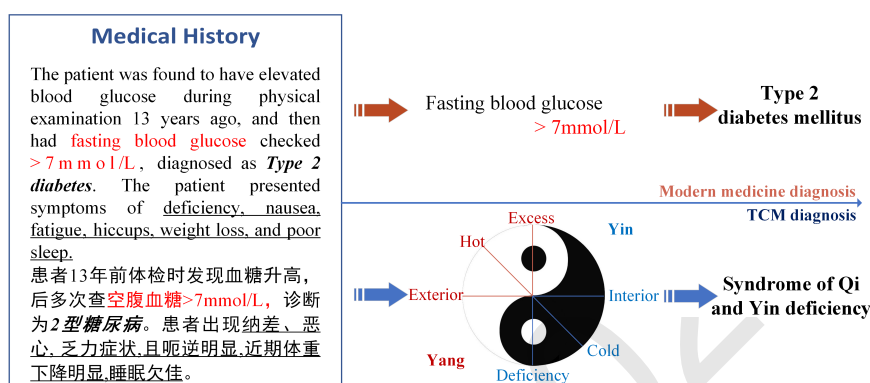 Medical History
The patient was found to have elevated
blood glucose during physical
examination 13 years ago, and then
had fasting blood glucose checked
>7mmol/L, diagnosed as Type 2
diabetes. The patient presented
symptoms of deficiency, nausea,
fatigue, hiccups, weight loss, and poor
sleep.
患者13年前体检时发现血糖升高，
后多次查空腹血糖>7mmol/L，诊断
为2型糖尿病。患者出现纳差、恶
心, 乏力症状,且呃逆明显,近期体重
下降明显,睡眠欠佳。
Fasting blood glucose
> 7mmol/L
Type 2
diabetes mellitus
Modern medicine diagnosis
TCM diagnosis
Excess
Yin
Hot
Exterior
Interior
Cold
Yang
Deficiency
Syndrome of Qi
and Yin deficiency